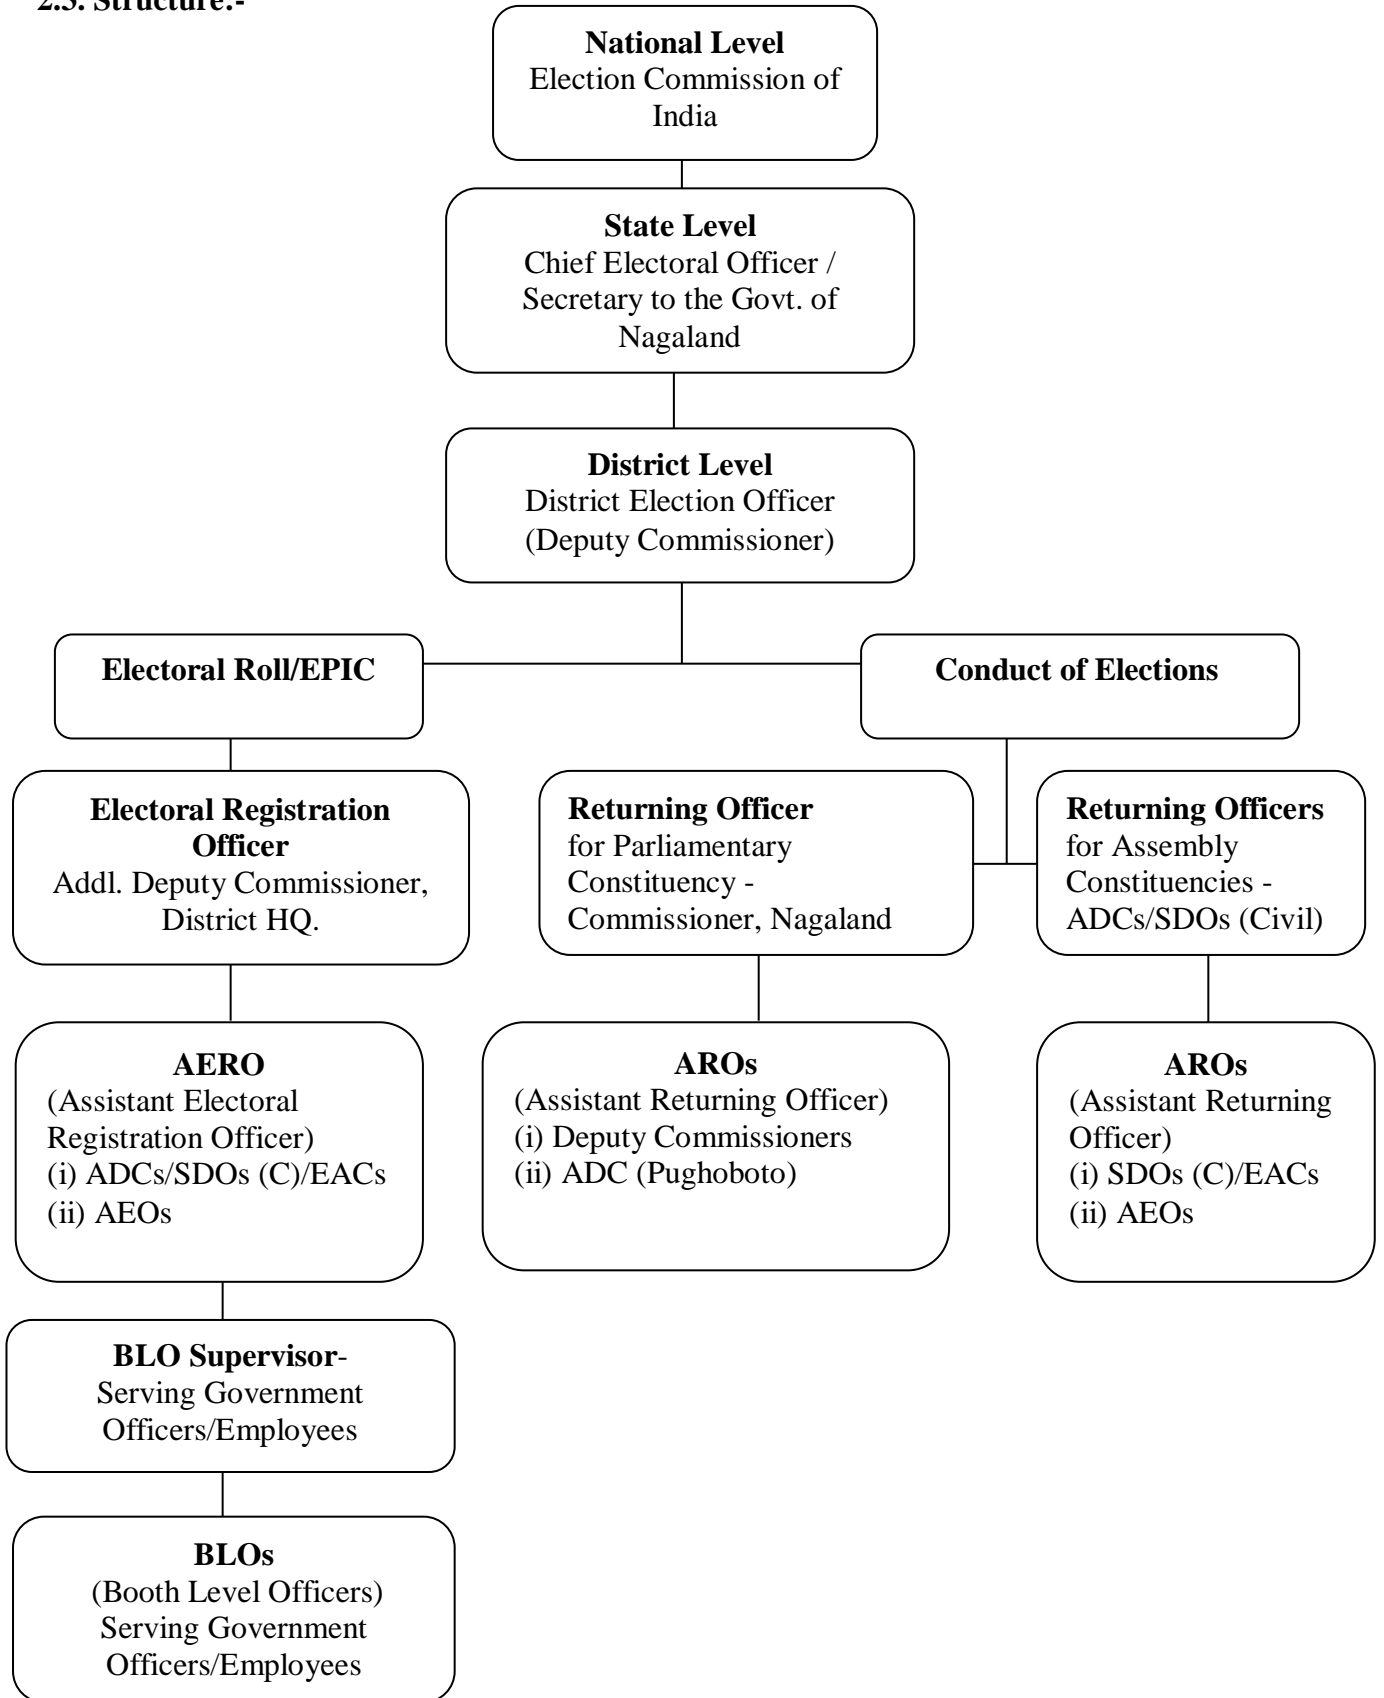 2.3. Structure:-
National Level
Election Commission of
India
State Level
Chief Electoral Officer /
Secretary to the Govt. of
Nagaland
District Level
District Election Officer
(Deputy Commissioner)
Electoral Roll/EPIC
Conduct of Elections
Electoral Registration
Officer
Addl. Deputy Commissioner,
District HQ.
Returning Officer
for Parliamentary
Constituency -
Commissioner, Nagaland
Returning Officers
for Assembly
Constituencies -
ADCs/SDOs (Civil)
AERO
(Assistant Electoral
Registration Officer)
(i) ADCs/SDOs (C)/EACs
(ii) AEOs
AROs
(Assistant Returning Officer)
(i) Deputy Commissioners
(ii) ADC (Pughoboto)
AROs
(Assistant Returning
Officer)
(i) SDOs (C)/EACs
(ii) AEOs
BLO Supervisor-
Serving Government
Officers/Employees
BLOs
(Booth Level Officers)
Serving Government
Officers/Employees